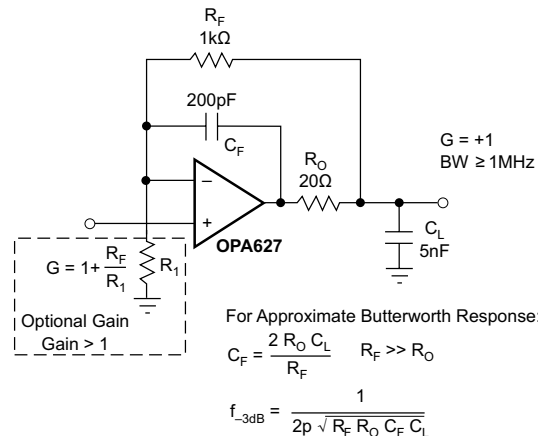 R_F
1kΩ
200pF
C_F
R_O
20Ω
G = +1
BW ≥ 1MHz
–
+
OPA627
C_L
5nF
G = 1+ R_F/R_1
R_1
Optional Gain
Gain > 1
For Approximate Butterworth Response:
C_F = 2 R_O C_L / R_F    R_F >> R_O
f_–3dB = 1 / 2p √ R_F R_O C_F C_L